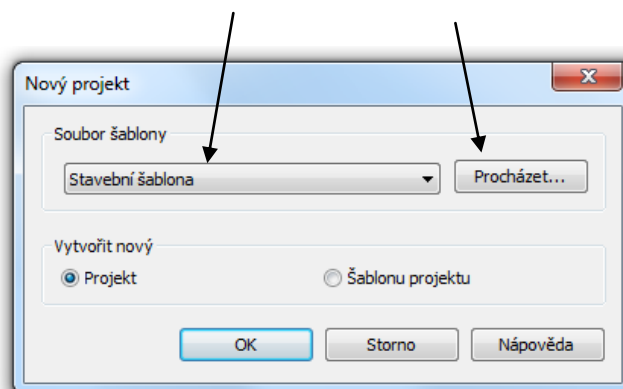 Nový projekt
Soubor šablony
Stavební šablona Procházet...
Vytvořit nový
Projekt Šablonu projektu
OK Storno Nápověda